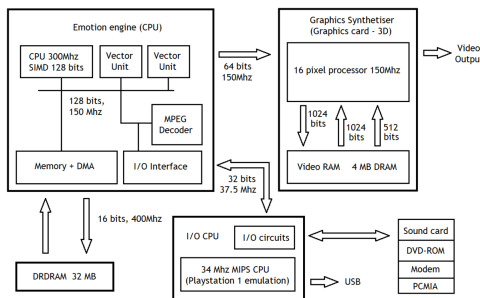 Emotion engine (CPU)
CPU 300Mhz
SIMD 128 bits
Vector
Unit
Vector
Unit
128 bits,
150 Mhz
MPEG
Decoder
Memory + DMA
I/O Interface
64 bits
150Mhz
Graphics Synthetiser
(Graphics card - 3D)
16 pixel processor 150Mhz
1024
bits
1024
bits
512
bits
Video RAM 4 MB DRAM
Video
Output
32 bits
37.5 Mhz
16 bits, 400Mhz
DRDRAM 32 MB
I/O CPU
I/O circuits
34 Mhz MIPS CPU
(Playstation 1 emulation)
USB
Sound card
DVD-ROM
Modem
PCMIA